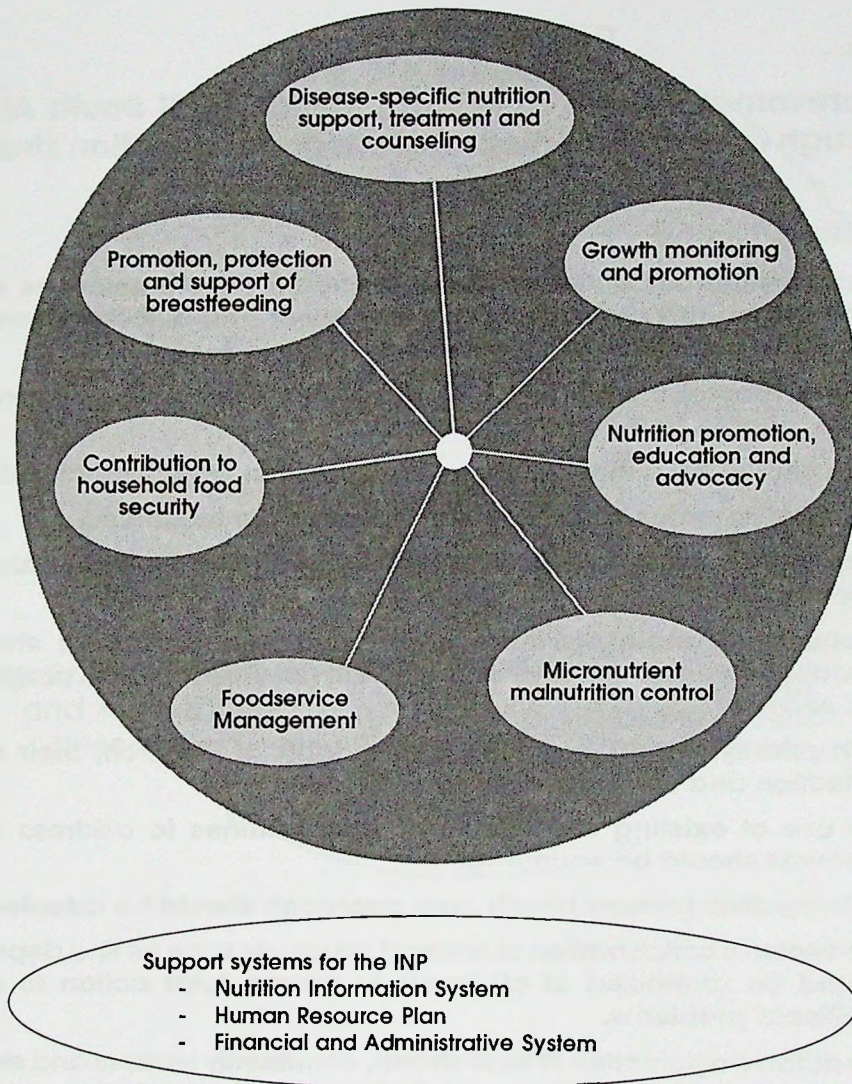 Disease-specific nutrition
support, treatment and
counseling
Promotion, protection
and support of
breastfeeding
Growth monitoring
and promotion
Contribution to
household food
security
Nutrition promotion,
education and
advocacy
Foodservice
Management
Micronutrient
malnutrition control
Support systems for the INP
- Nutrition Information System
- Human Resource Plan
- Financial and Administrative System